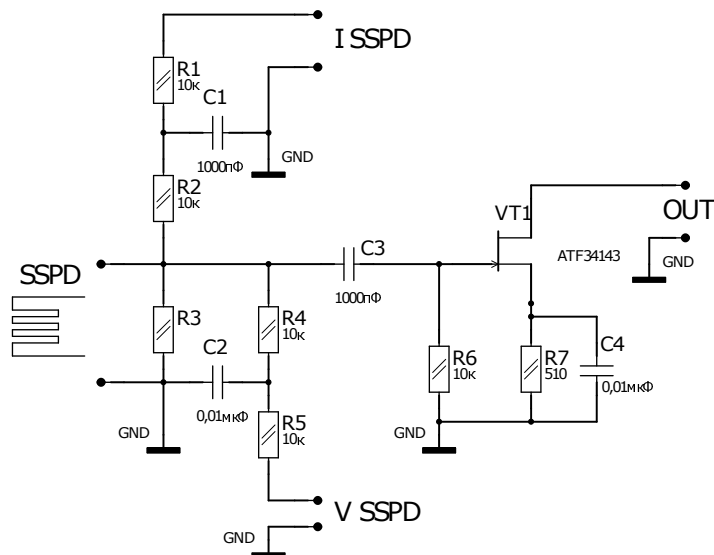 I SSPD
R1
10к
C1
1000пФ
GND
R2
10к
VT1
OUT
ATF34143
GND
C3
1000пФ
SSPD
R3
R4
10к
C2
0,01мкФ
R6
10к
R7
510
C4
0,01мкФ
R5
10к
GND
GND
V SSPD
GND